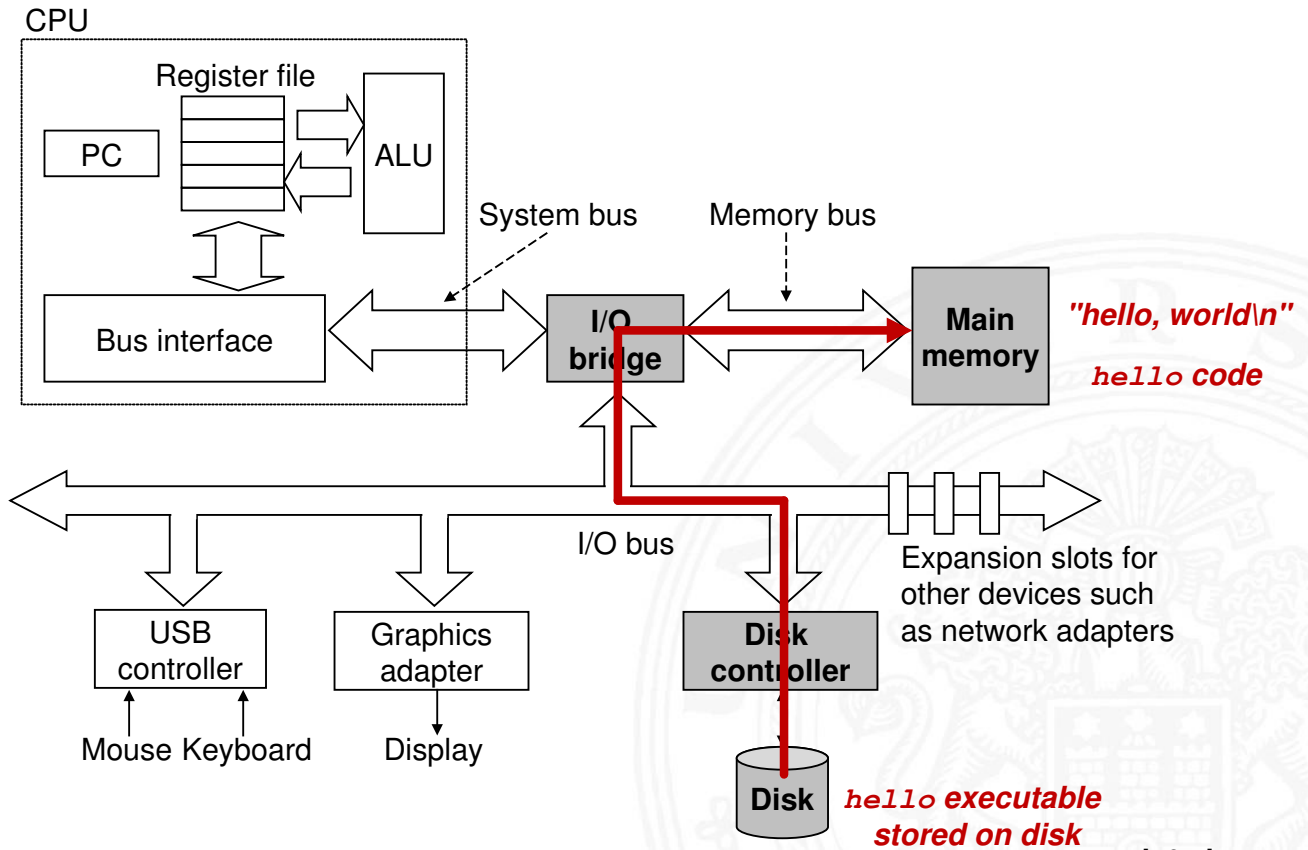 CPU
Register file
PC
ALU
System bus
Memory bus
Bus interface
I/O
bridge
Main
memory
"hello, world\n"
hello code
I/O bus
Expansion slots for
other devices such
as network adapters
USB
controller
Graphics
adapter
Disk
controller
Mouse Keyboard
Display
Disk
hello executable
stored on disk